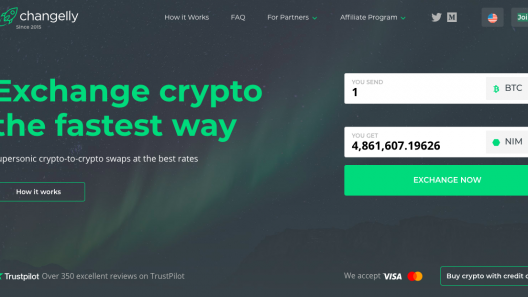 changelly
Since 2015
How it Works
FAQ
For Partners
Affiliate Program
Exchange crypto
the fastest way
supersonic crypto-to-crypto swaps at the best rates
How it works
YOU SEND
1
BTC
YOU GET
4,861,607.19626
NIM
EXCHANGE NOW
Trustpilot Over 350 excellent reviews on TrustPilot
We accept VISA
Buy crypto with credit